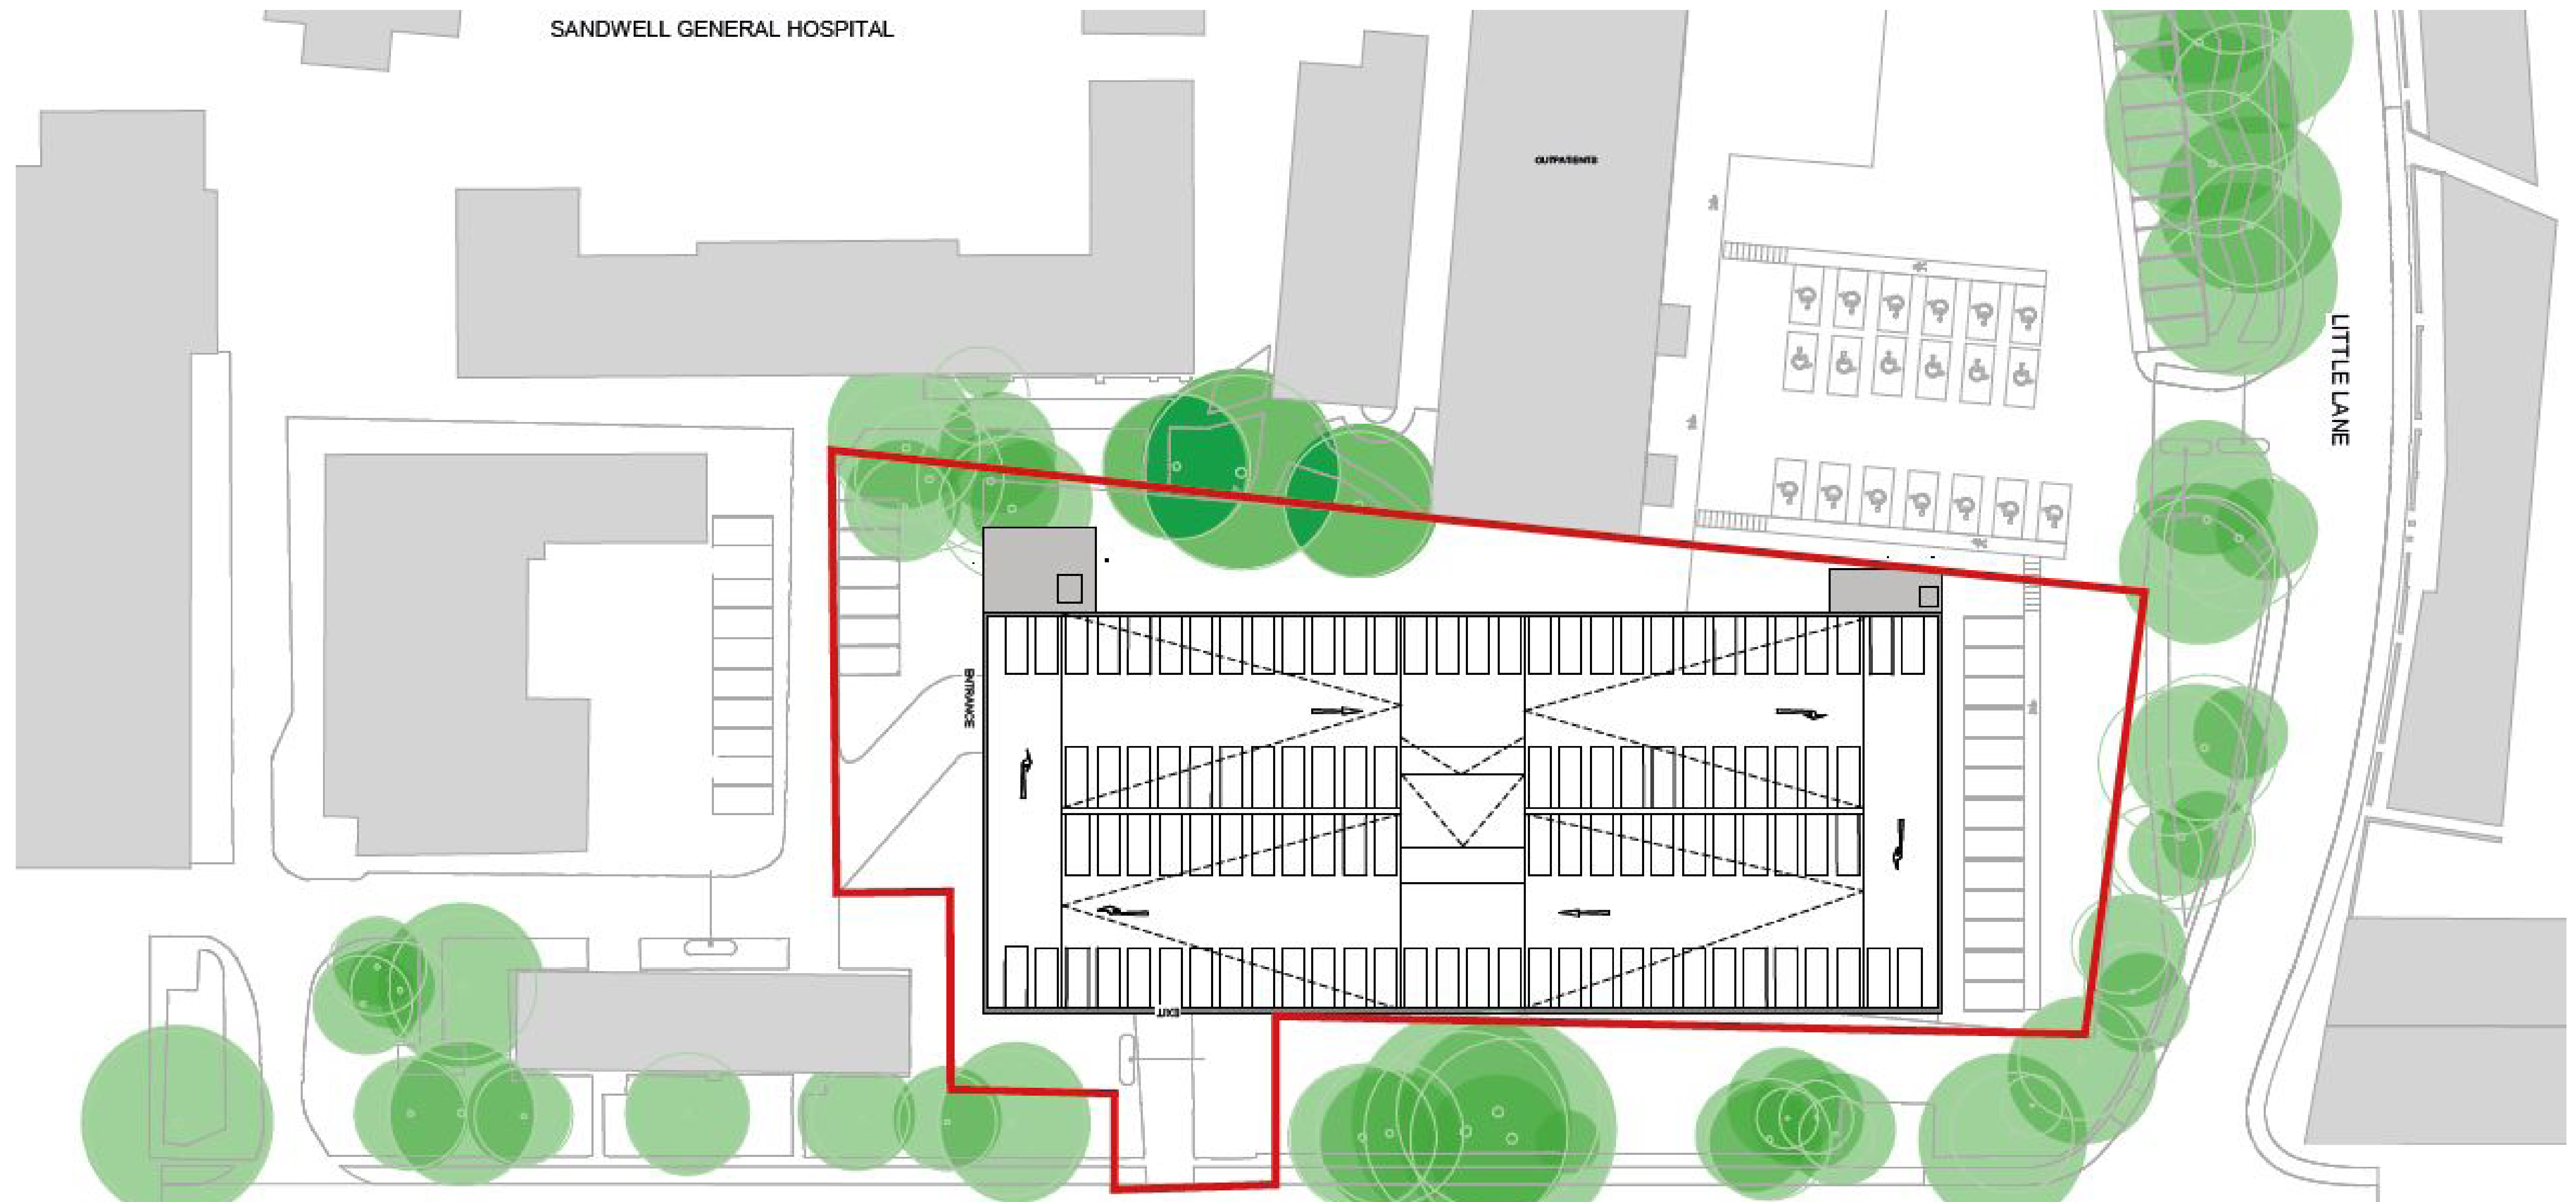 SANDWELL GENERAL HOSPITAL
OUTPATIENTS
LITTLE LANE
ENTRANCE
EXIT